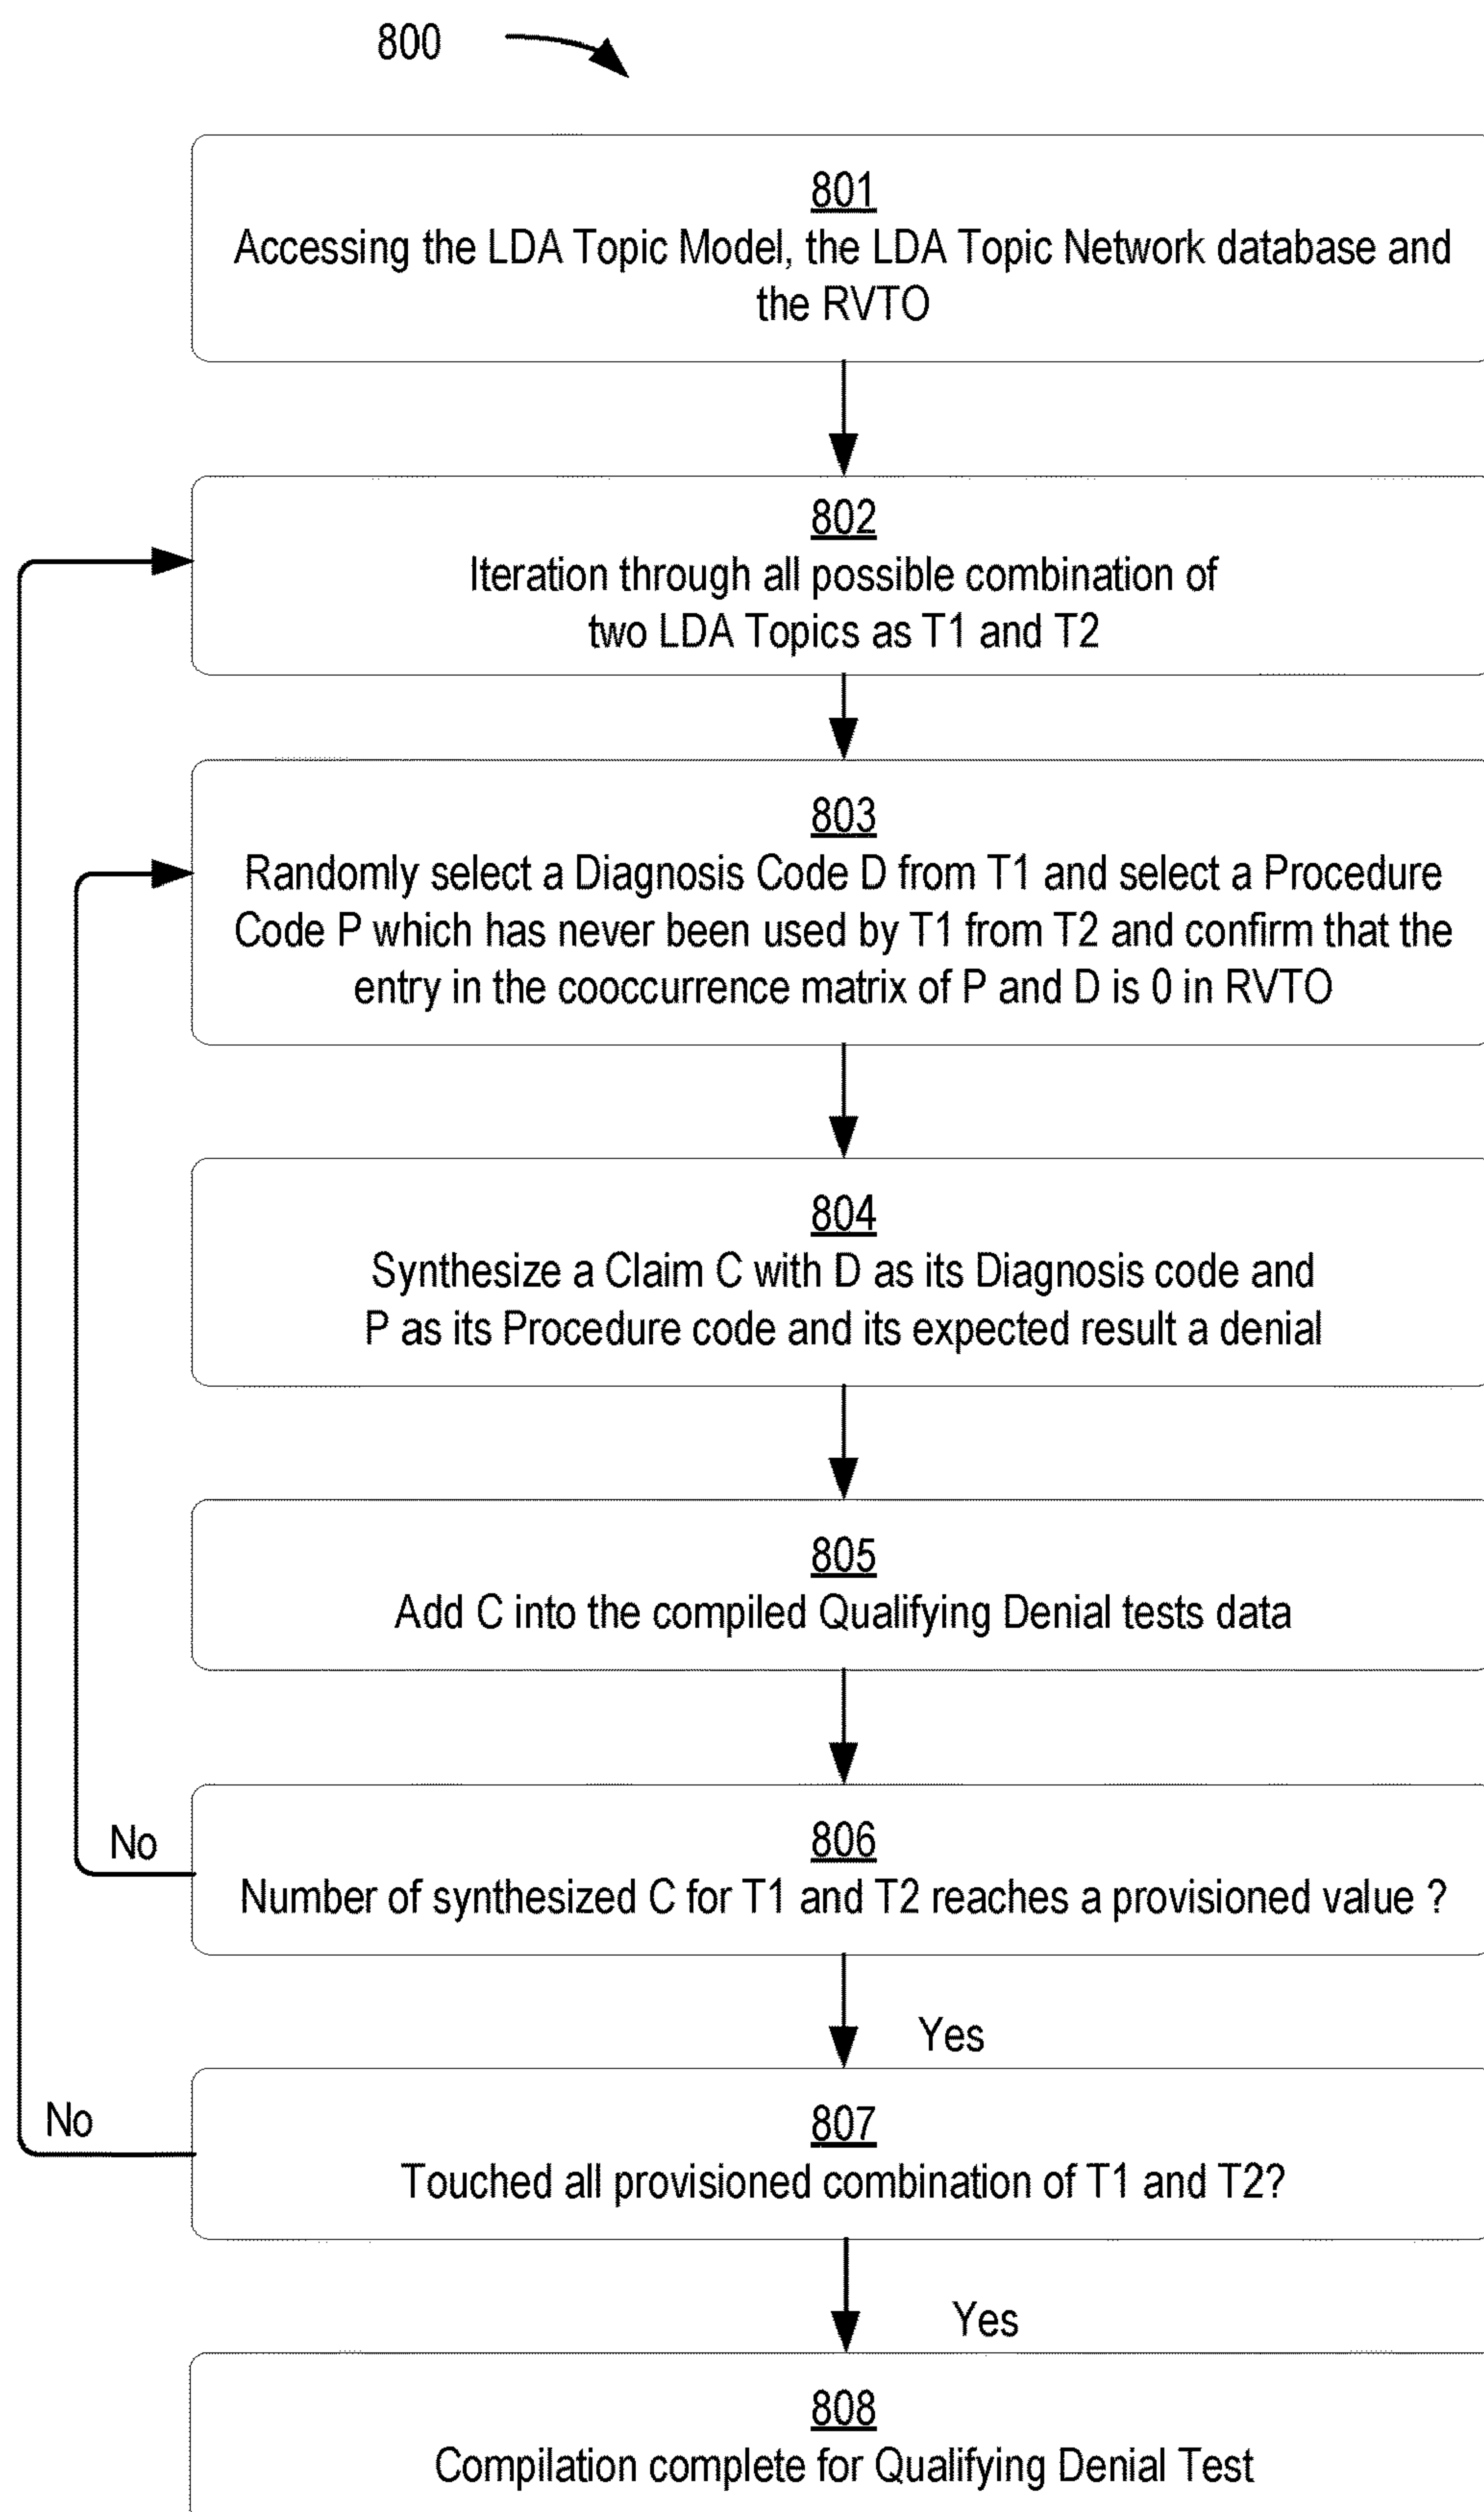 800
801
Accessing the LDA Topic Model, the LDA Topic Network database and
the RVTO
802
Iteration through all possible combination of
two LDA Topics as T1 and T2
803
Randomly select a Diagnosis Code D from T1 and select a Procedure
Code P which has never been used by T1 from T2 and confirm that the
entry in the cooccurrence matrix of P and D is 0 in RVTO
804
Synthesize a Claim C with D as its Diagnosis code and
P as its Procedure code and its expected result a denial
805
Add C into the compiled Qualifying Denial tests data
806
No
Number of synthesized C for T1 and T2 reaches a provisioned value ?
Yes
807
No
Touched all provisioned combination of T1 and T2?
Yes
808
Compilation complete for Qualifying Denial Test